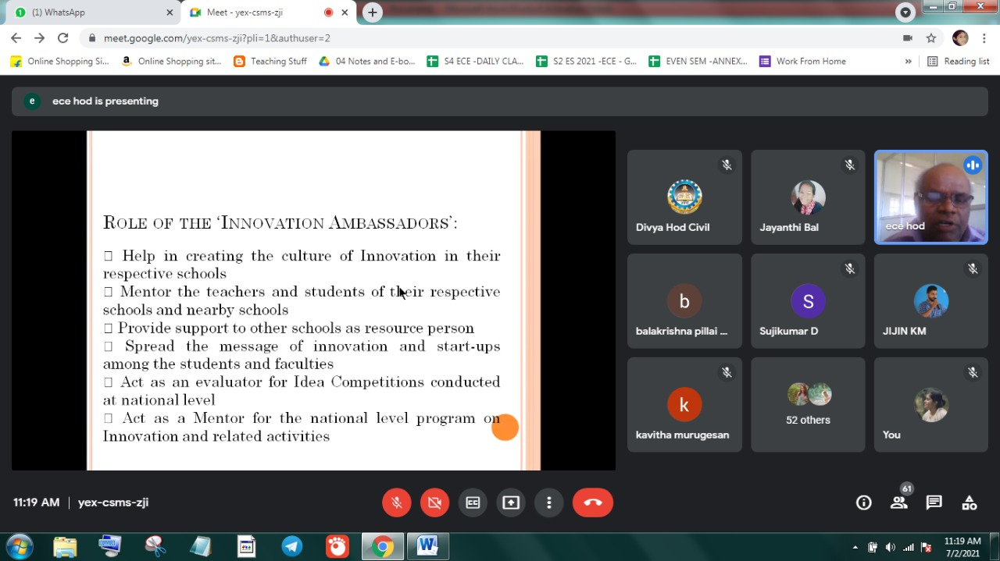 (1) WhatsApp
Meet - yex-csms-zji
meet.google.com/yex-csms-zji?pli=1&authuser=2
Online Shopping Si...
Online Shopping sit...
Teaching Stuff
04 Notes and E-bo...
S4 ECE -DAILY CLA...
S2 ES 2021 -ECE - G...
EVEN SEM -ANNEX...
Work From Home
Reading list
e ece hod is presenting
ROLE OF THE ‘INNOVATION AMBASSADORS’:
Help in creating the culture of Innovation in their
respective schools
Mentor the teachers and students of their respective
schools and nearby schools
Provide support to other schools as resource person
Spread the message of innovation and start-ups
among the students and faculties
Act as an evaluator for Idea Competitions conducted
at national level
Act as a Mentor for the national level program on
Innovation and related activities
Divya Hod Civil
Jayanthi Bal
ece hod
b
balakrishna pillai ...
S
Sujikumar D
JIJIN KM
k
kavitha murugesan
52 others
You
11:19 AM | yex-csms-zji
61
11:19 AM
7/2/2021